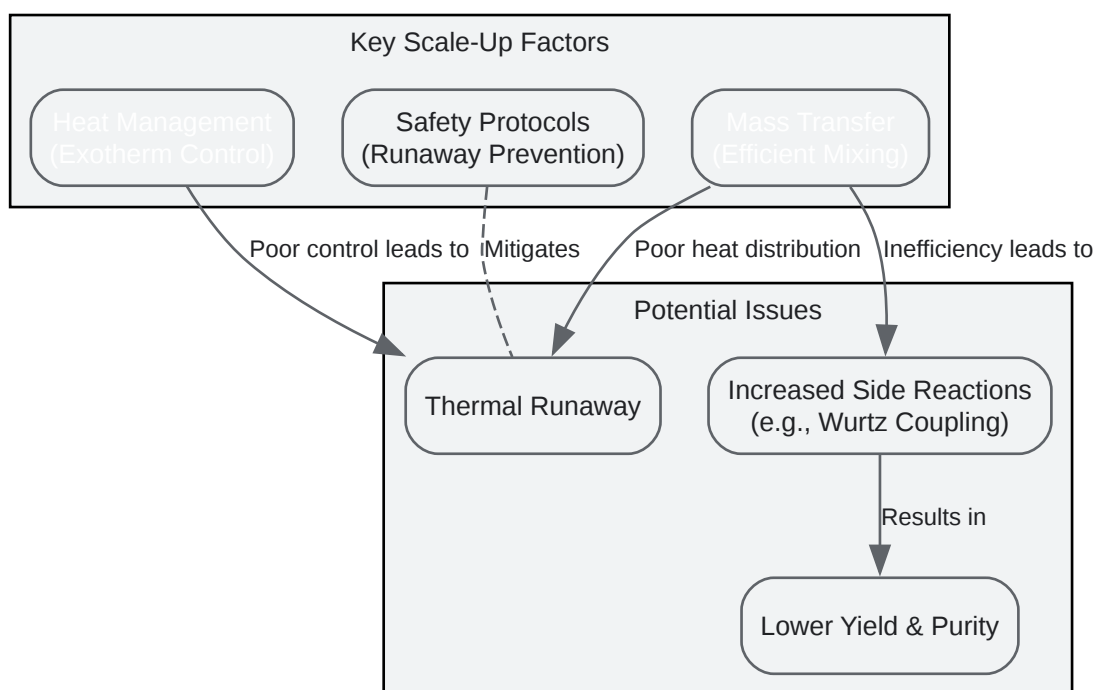 Key Scale-Up Factors
Heat Management
(Exotherm Control)
Safety Protocols
(Runaway Prevention)
Mass Transfer
(Efficient Mixing)
Poor control leads to
Mitigates
Poor heat distribution
Inefficiency leads to
Potential Issues
Thermal Runaway
Increased Side Reactions
(e.g., Wurtz Coupling)
Results in
Lower Yield & Purity